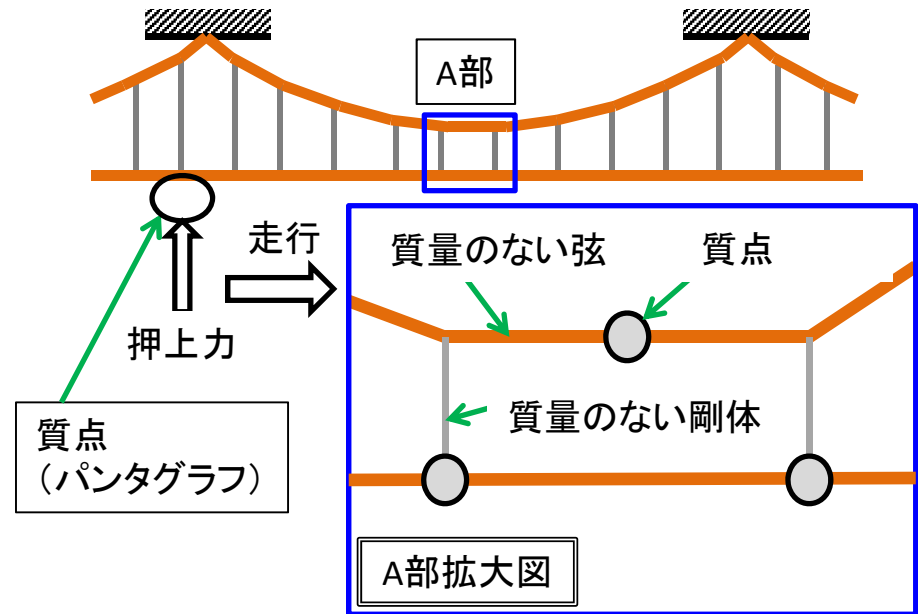 A部
走行
押上力
質点
(パンタグラフ)
質量のない弦
質点
質量のない剛体
A部拡大図